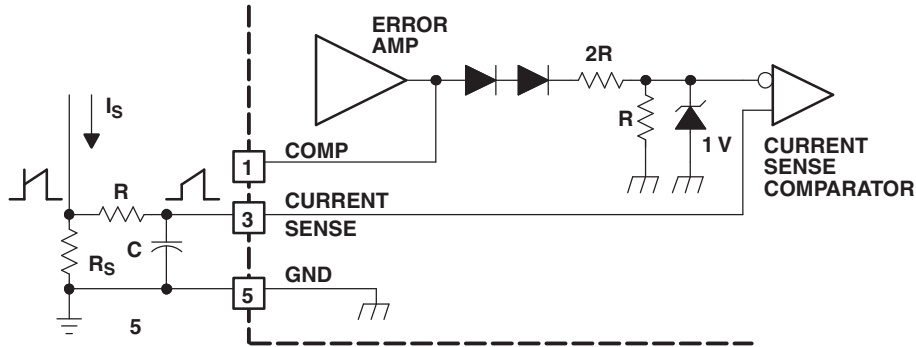 ERROR
AMP
2R
I_S
R
1 V
1
COMP
CURRENT
SENSE
COMPARATOR
R
3
CURRENT
SENSE
C
R_S
5
GND
5